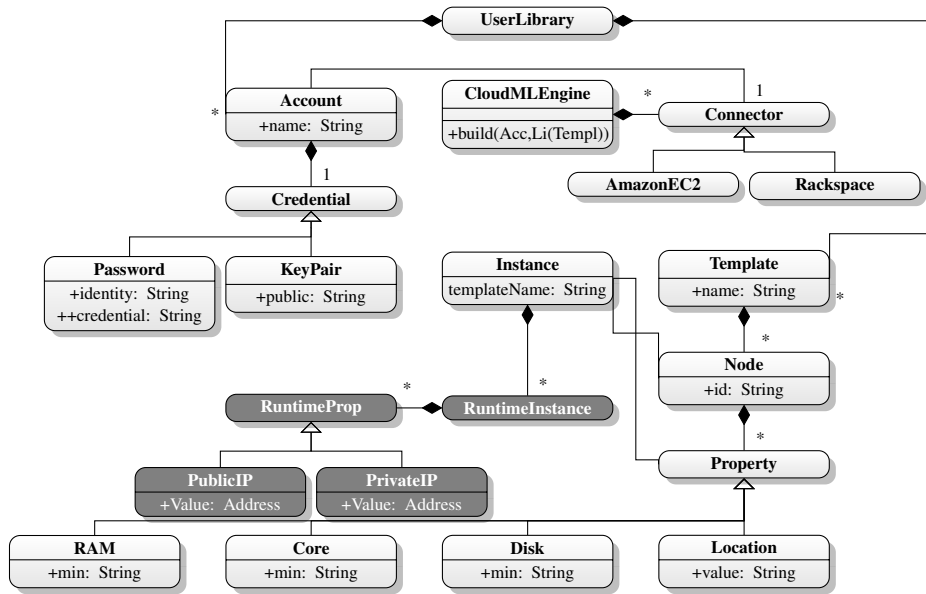 UserLibrary
*
Account
+name: String
CloudMLEngine
+build(Acc,Li(Templ))
*
1
Connector
1
Credential
AmazonEC2
Rackspace
Password
+identity: String
++credential: String
KeyPair
+public: String
Instance
templateName: String
Template
+name: String
*
*
Node
+id: String
*
*
RuntimeProp
RuntimeInstance
*
Property
PublicIP
+Value: Address
PrivateIP
+Value: Address
RAM
+min: String
Core
+min: String
Disk
+min: String
Location
+value: String